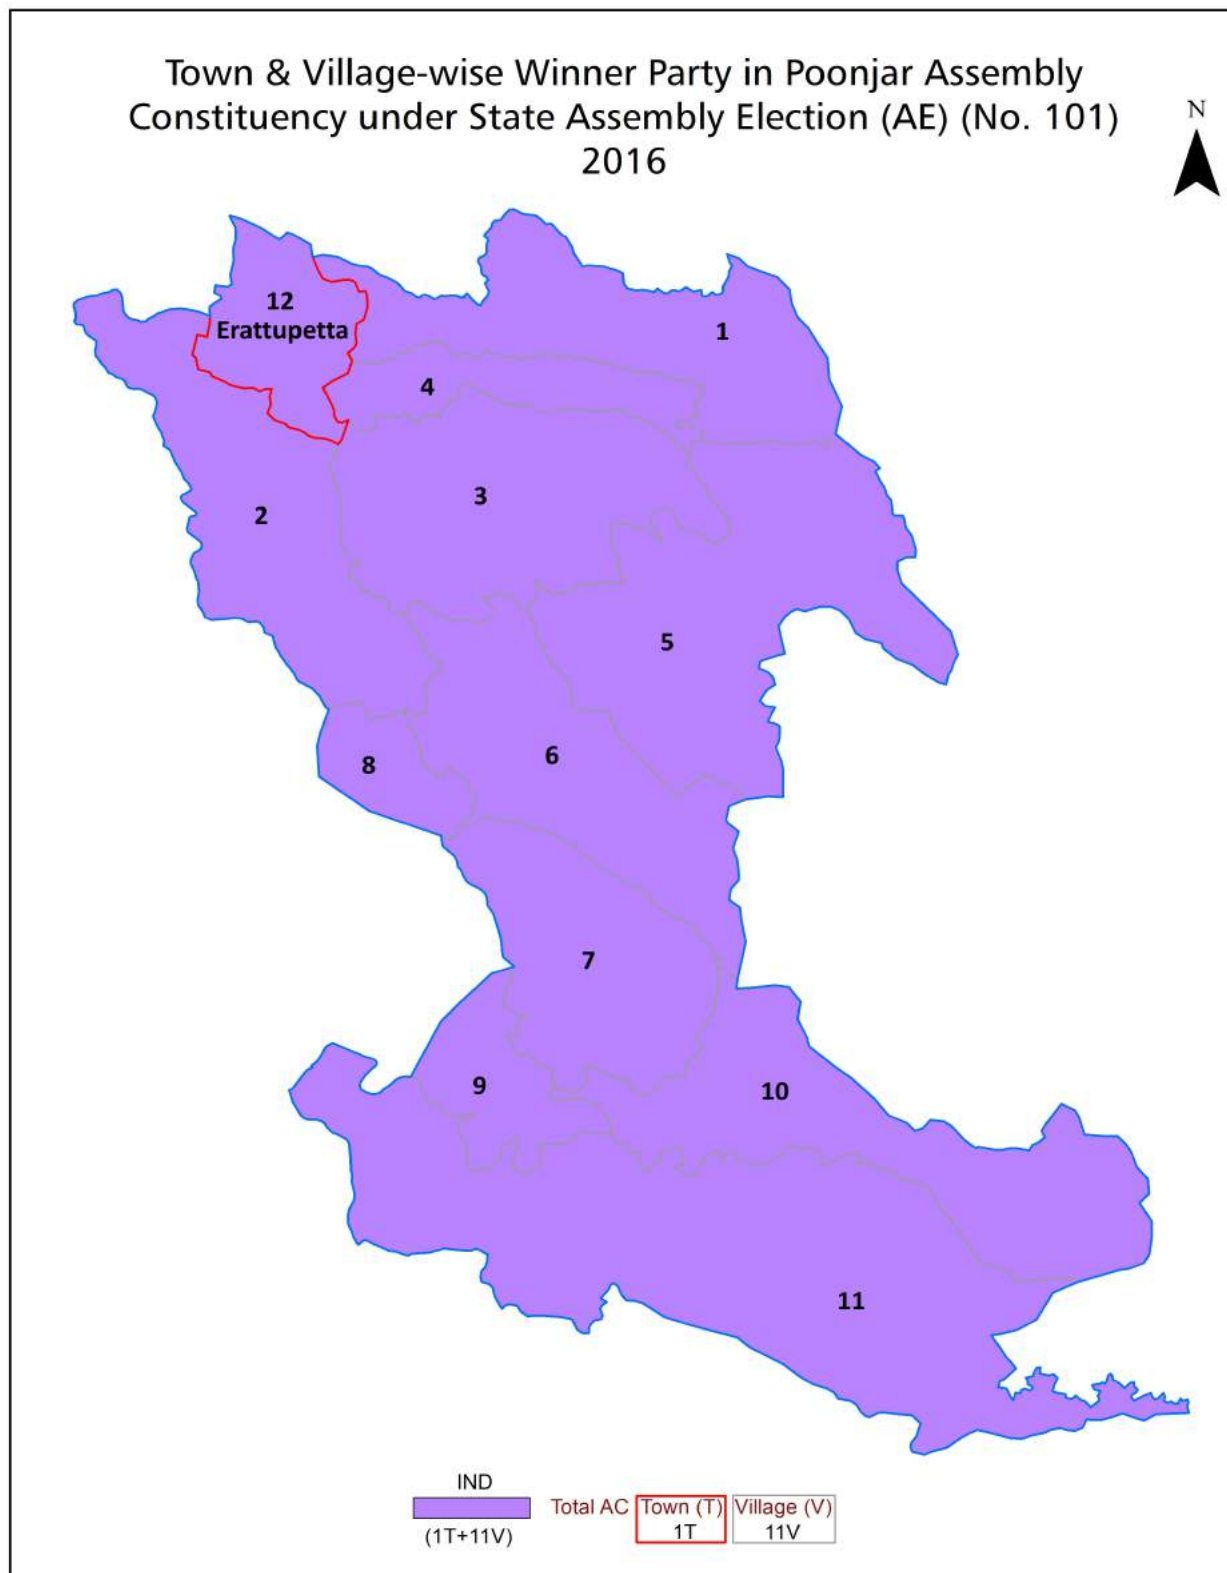 Town & Village-wise Winner Party in Poonjar Assembly
Constituency under State Assembly Election (AE) (No. 101)
2016
N
12
Erattupetta
1
4
3
2
5
6
8
7
9
10
11
IND
(1T+11V)
Total AC
Town (T)
1T
Village (V)
11V